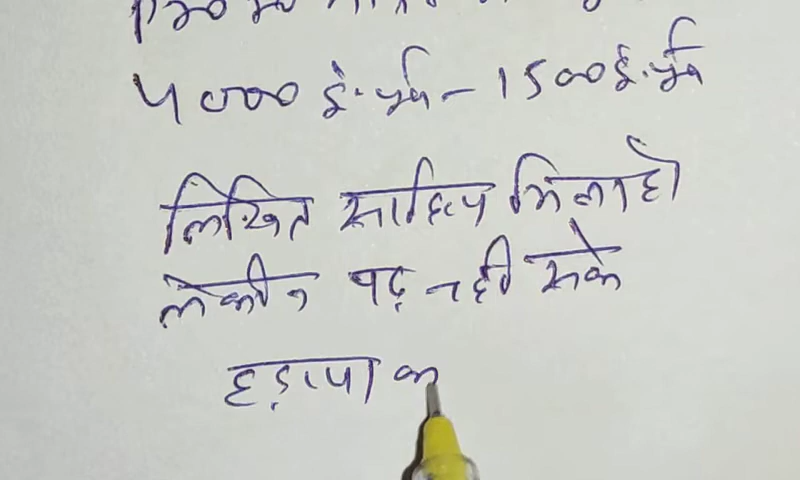 4000 ई.पूर्व - 1500 ई.पूर्व
लिखित साहित्य मिला हो
लेकीन पढ़ नही सके
हड़प्पा का